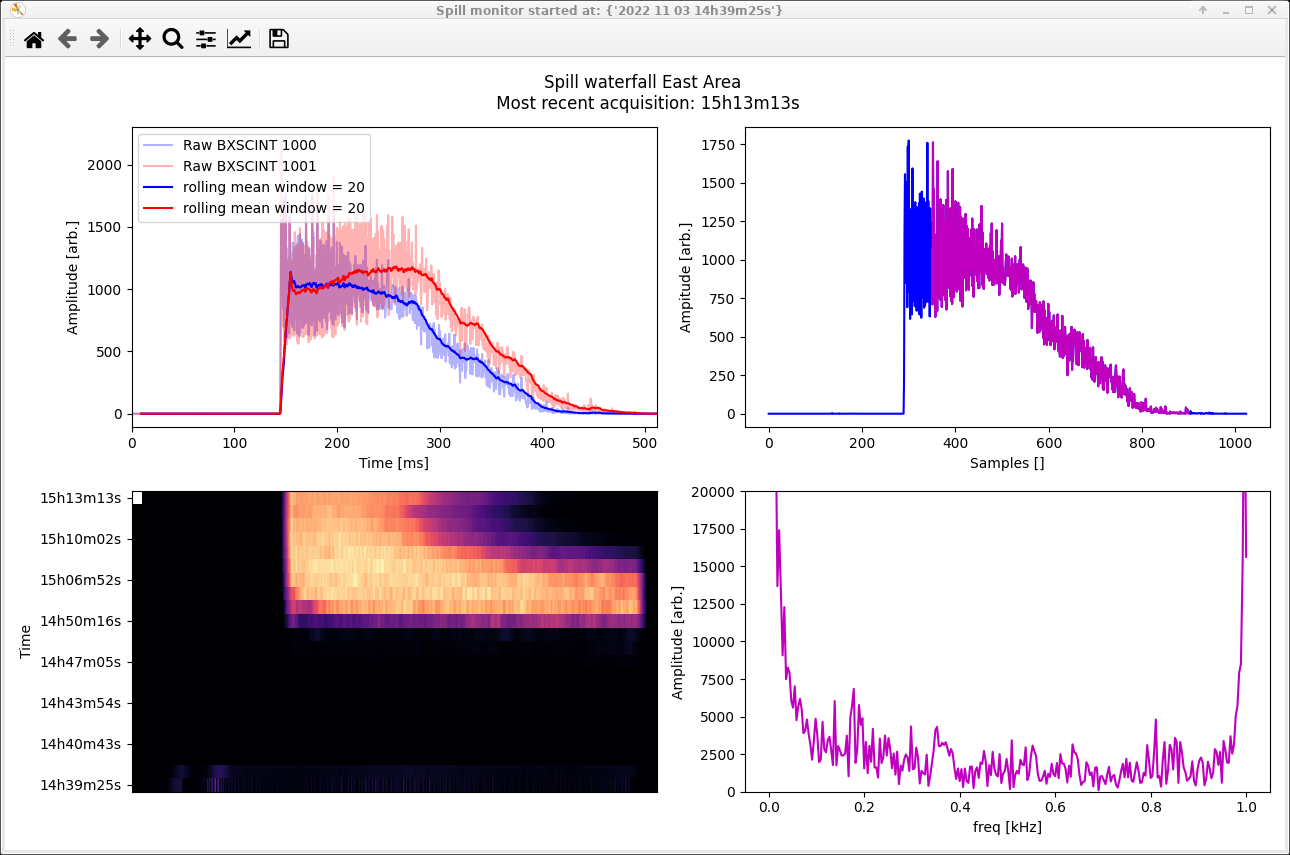 Spill monitor started at: {'2022 11 03 14h39m25s'}
Spill waterfall East Area
Most recent acquisition: 15h13m13s
Raw BXSCINT 1000
Raw BXSCINT 1001
rolling mean window = 20
rolling mean window = 20
Amplitude [arb.]
2000
1500
1000
500
0
0 100 200 300 400 500
Time [ms]
Ampitude [arb.]
1750
1500
1250
1000
750
500
250
0
0 200 400 600 800 1000
Samples []
Time
15h13m13s
15h10m02s
15h06m52s
14h50m16s
14h47m05s
14h43m54s
14h40m43s
14h39m25s
Amplitude [arb.]
20000
17500
15000
12500
10000
7500
5000
2500
0
0.0 0.2 0.4 0.6 0.8 1.0
freq [kHz]